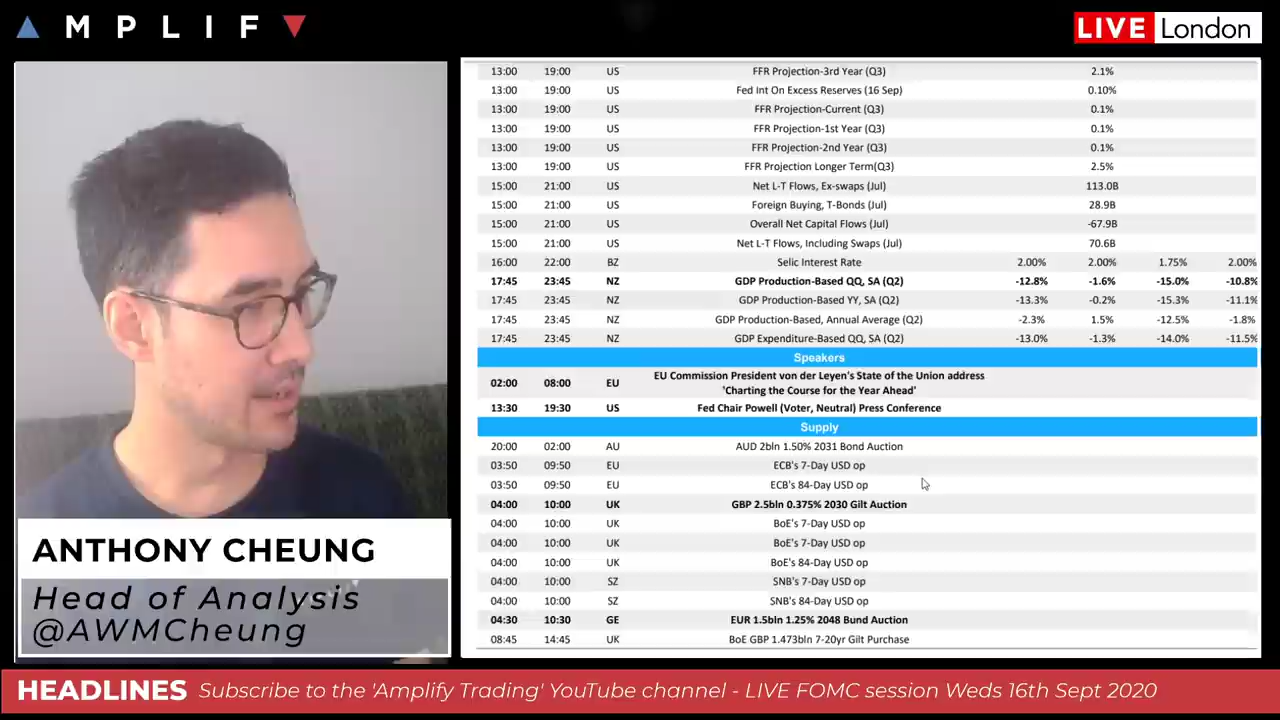 AMPLIFY
LIVE London
13:00 19:00 US FFR Projection-3rd Year (Q3) 2.1%
13:00 19:00 US Fed Int On Excess Reserves (16 Sep) 0.10%
13:00 19:00 US FFR Projection-Current (Q3) 0.1%
13:00 19:00 US FFR Projection-1st Year (Q3) 0.1%
13:00 19:00 US FFR Projection-2nd Year (Q3) 0.1%
13:00 19:00 US FFR Projection Longer Term(Q3) 2.5%
15:00 21:00 US Net L-T Flows, Ex-swaps (Jul) 113.0B
15:00 21:00 US Foreign Buying, T-Bonds (Jul) 28.9B
15:00 21:00 US Overall Net Capital Flows (Jul) -67.9B
15:00 21:00 US Net L-T Flows, Including Swaps (Jul) 70.6B
16:00 22:00 BZ Selic Interest Rate 2.00% 2.00% 1.75% 2.00%
17:45 23:45 NZ GDP Production-Based QQ, SA (Q2) -12.8% -1.6% -15.0% -10.8%
17:45 23:45 NZ GDP Production-Based YY, SA (Q2) -13.3% -0.2% -15.3% -11.1%
17:45 23:45 NZ GDP Production-Based, Annual Average (Q2) -2.3% 1.5% -12.5% -1.8%
17:45 23:45 NZ GDP Expenditure-Based QQ, SA (Q2) -13.0% -1.3% -14.0% -11.5%
Speakers
02:00 08:00 EU EU Commission President von der Leyen's State of the Union address
'Charting the Course for the Year Ahead'
13:30 19:30 US Fed Chair Powell (Voter, Neutral) Press Conference
Supply
20:00 02:00 AU AUD 2bln 1.50% 2031 Bond Auction
03:50 09:50 EU ECB's 7-Day USD op
03:50 09:50 EU ECB's 84-Day USD op
04:00 10:00 UK GBP 2.5bln 0.375% 2030 Gilt Auction
04:00 10:00 UK BoE's 7-Day USD op
04:00 10:00 UK BoE's 7-Day USD op
04:00 10:00 UK BoE's 84-Day USD op
04:00 10:00 SZ SNB's 7-Day USD op
04:00 10:00 SZ SNB's 84-Day USD op
04:30 10:30 GE EUR 1.5bln 1.25% 2048 Bund Auction
08:45 14:45 UK BoE GBP 1.473bln 7-20yr Gilt Purchase
ANTHONY CHEUNG
Head of Analysis
@AWMCheung
HEADLINES Subscribe to the 'Amplify Trading' YouTube channel - LIVE FOMC session Weds 16th Sept 2020